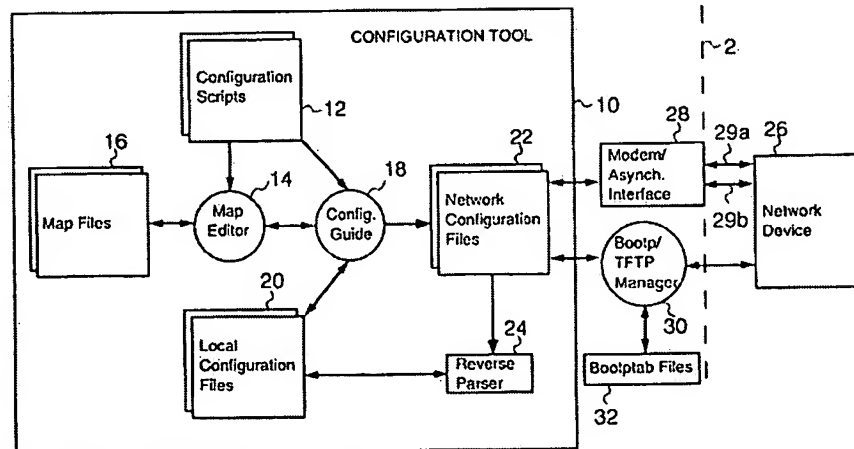 CONFIGURATION TOOL
2
Configuration
Scripts
12
10
28
29a
26
16
22
14
18
Modem/
Asynch.
Interface
Map Files
Map
Editor
Config.
Guide
Network
Configuration
Files
29b
Network
Device
Bootp/
TFTP
Manager
20
30
24
Local
Configuration
Files
Reverse
Parser
Bootptab Files
32